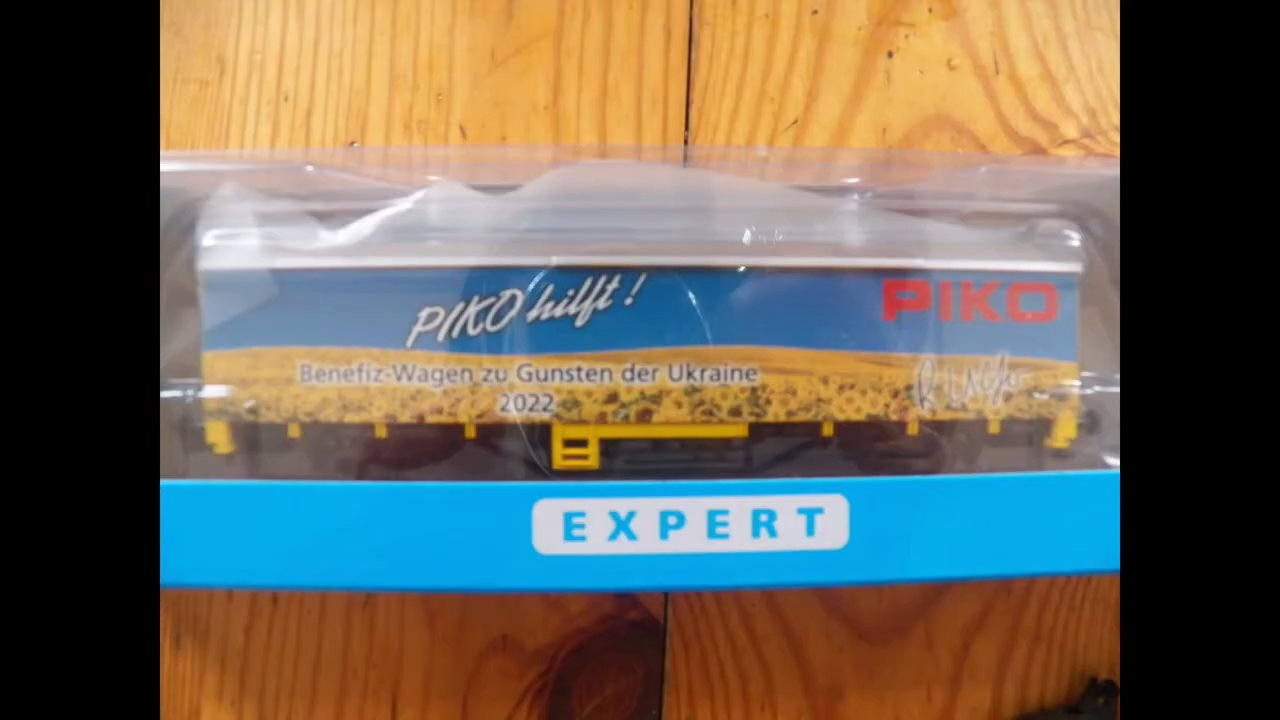 PIKO hilft!
PIKO
Benefiz-Wagen zu Gunsten der Ukraine
2022
EXPERT